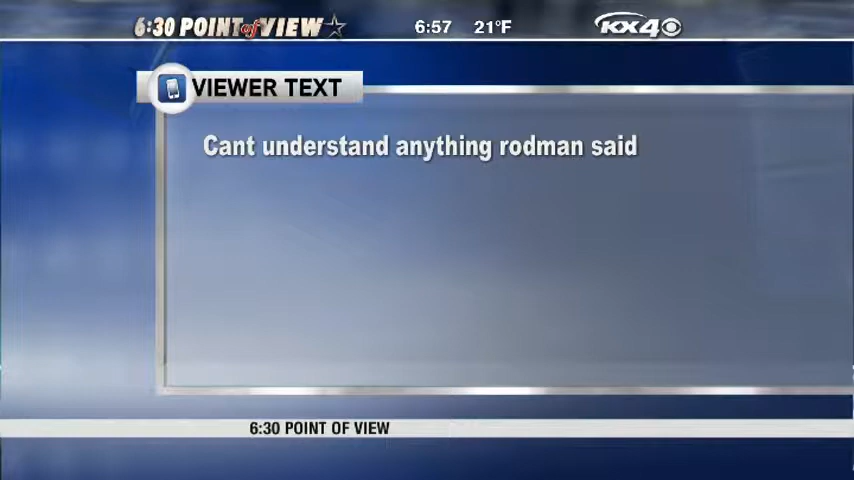 6:30 POINT of VIEW 6:57 21°F KX4
VIEWER TEXT
Cant understand anything rodman said
6:30 POINT OF VIEW